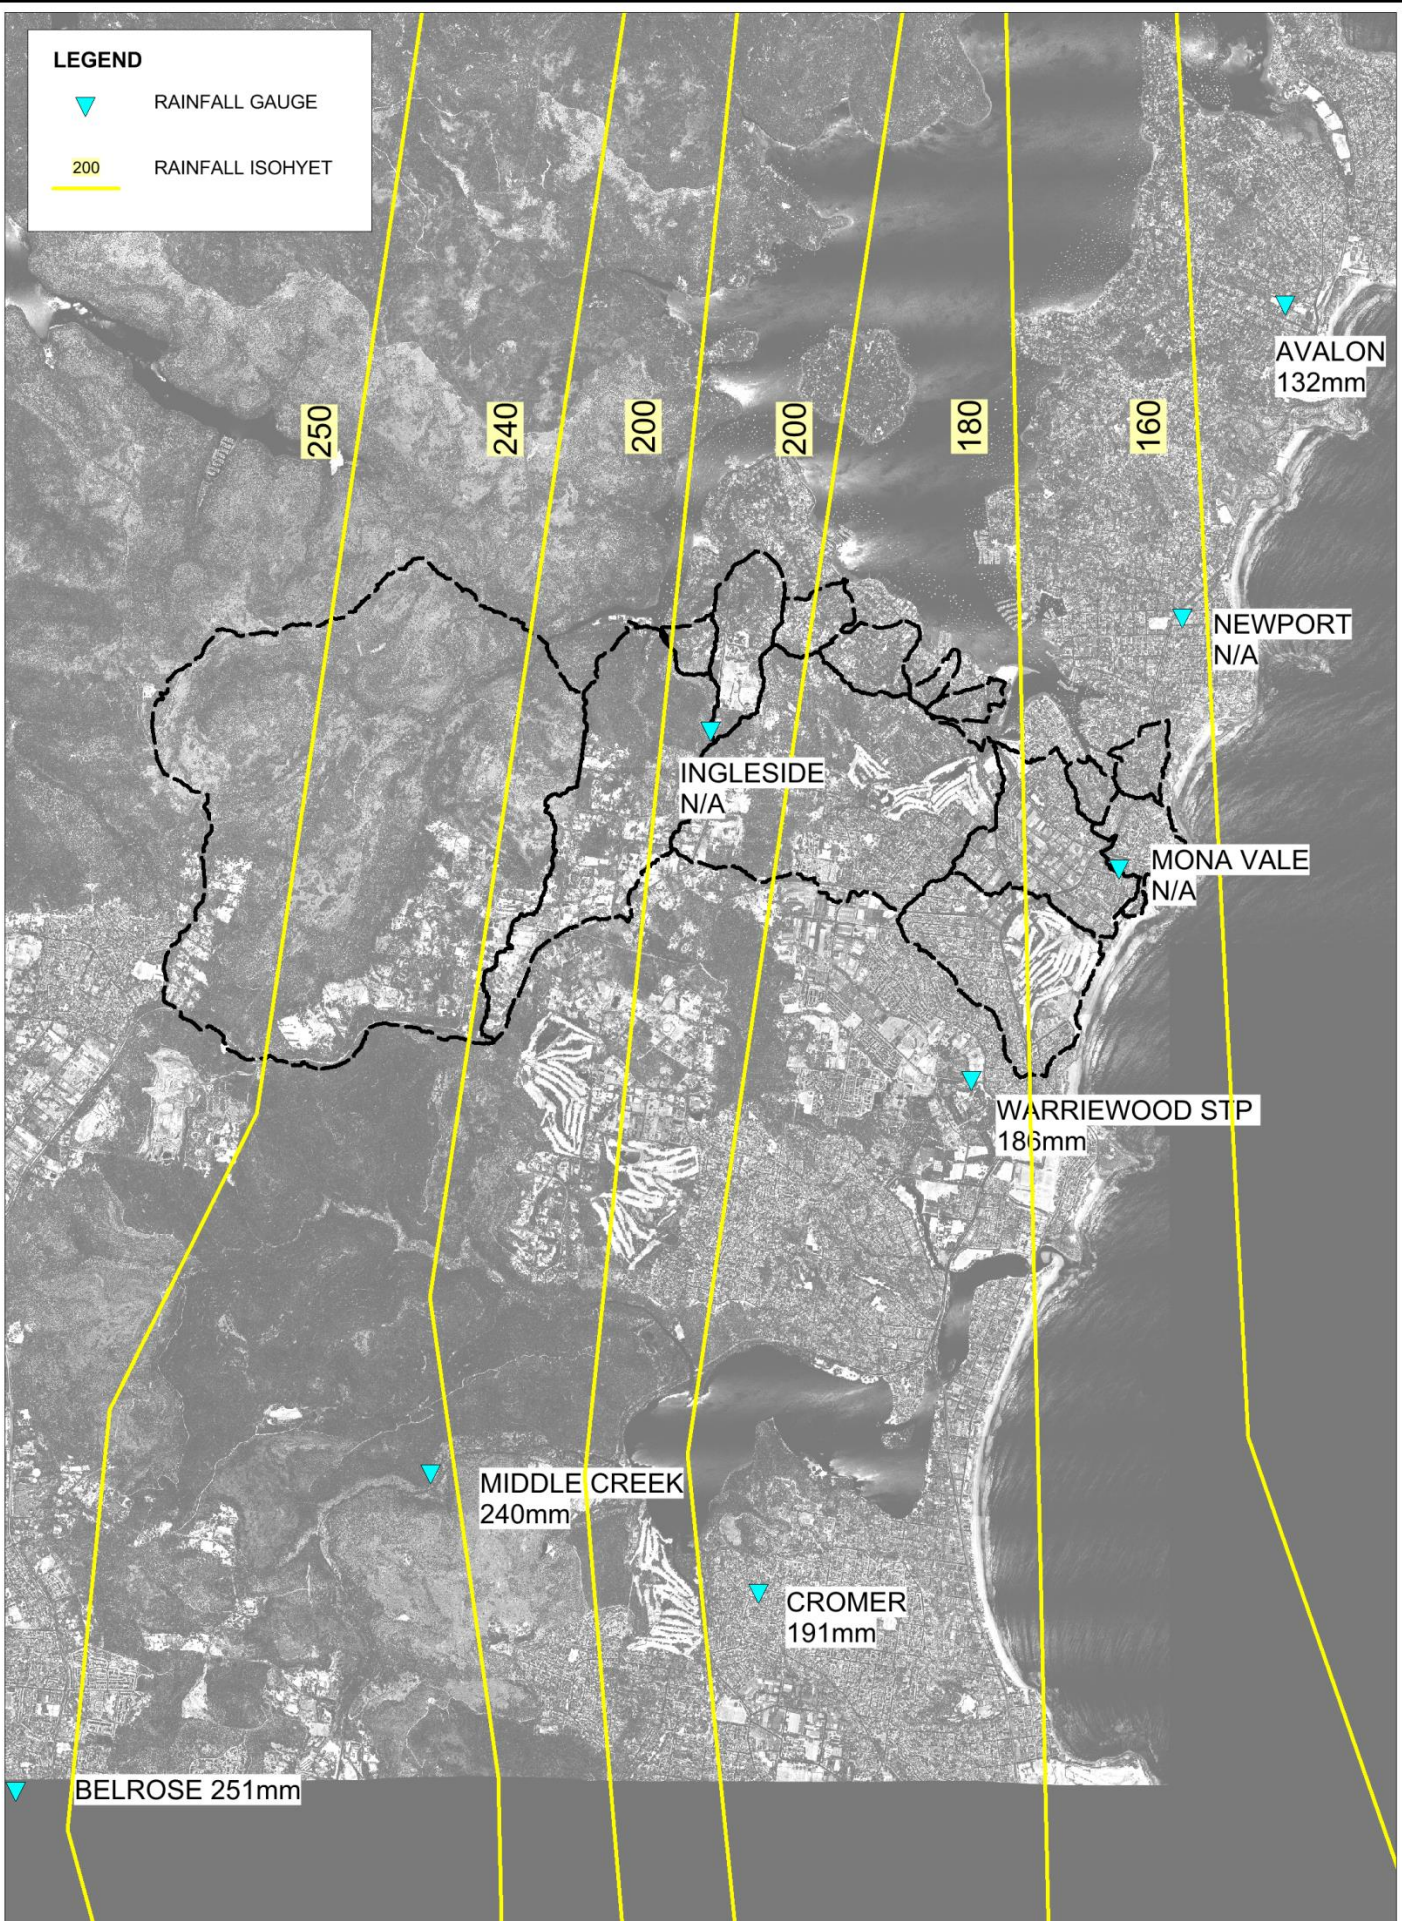 LEGEND
RAINFALL GAUGE
200
RAINFALL ISOHYET
AVALON
132mm
250
240
200
200
180
160
NEWPORT
N/A
INGLESIDE
N/A
MONA VALE
N/A
WARRIEWOOD STP
186mm
MIDDLE CREEK
240mm
CROMER
191mm
BELROSE 251mm